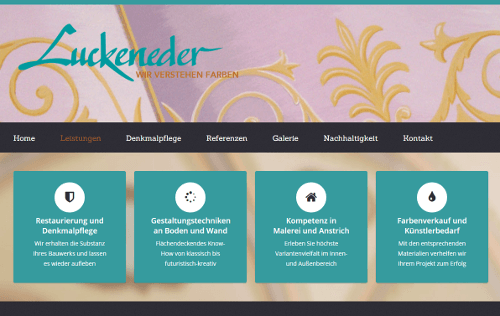 Luckeneder
WIR VERSTEHEN FARBEN
Home Leistungen Denkmalpflege Referenzen Galerie Nachhaltigkeit Kontakt
Restaurierung und
Denkmalpflege
Wir erhalten die Substanz
Ihres Bauwerks und lassen
es wieder aufleben
Gestaltungstechniken
an Boden und Wand
Flächendeckendes Know-
How von klassisch bis
futuristisch-kreativ
Kompetenz in
Malerei und Anstrich
Erleben Sie höchste
Variantenvielfalt im Innen-
und Außenbereich
Farbenverkauf und
Künstlerbedarf
Mit den entsprechenden
Materialien verhelfen wir
Ihrem Projekt zum Erfolg